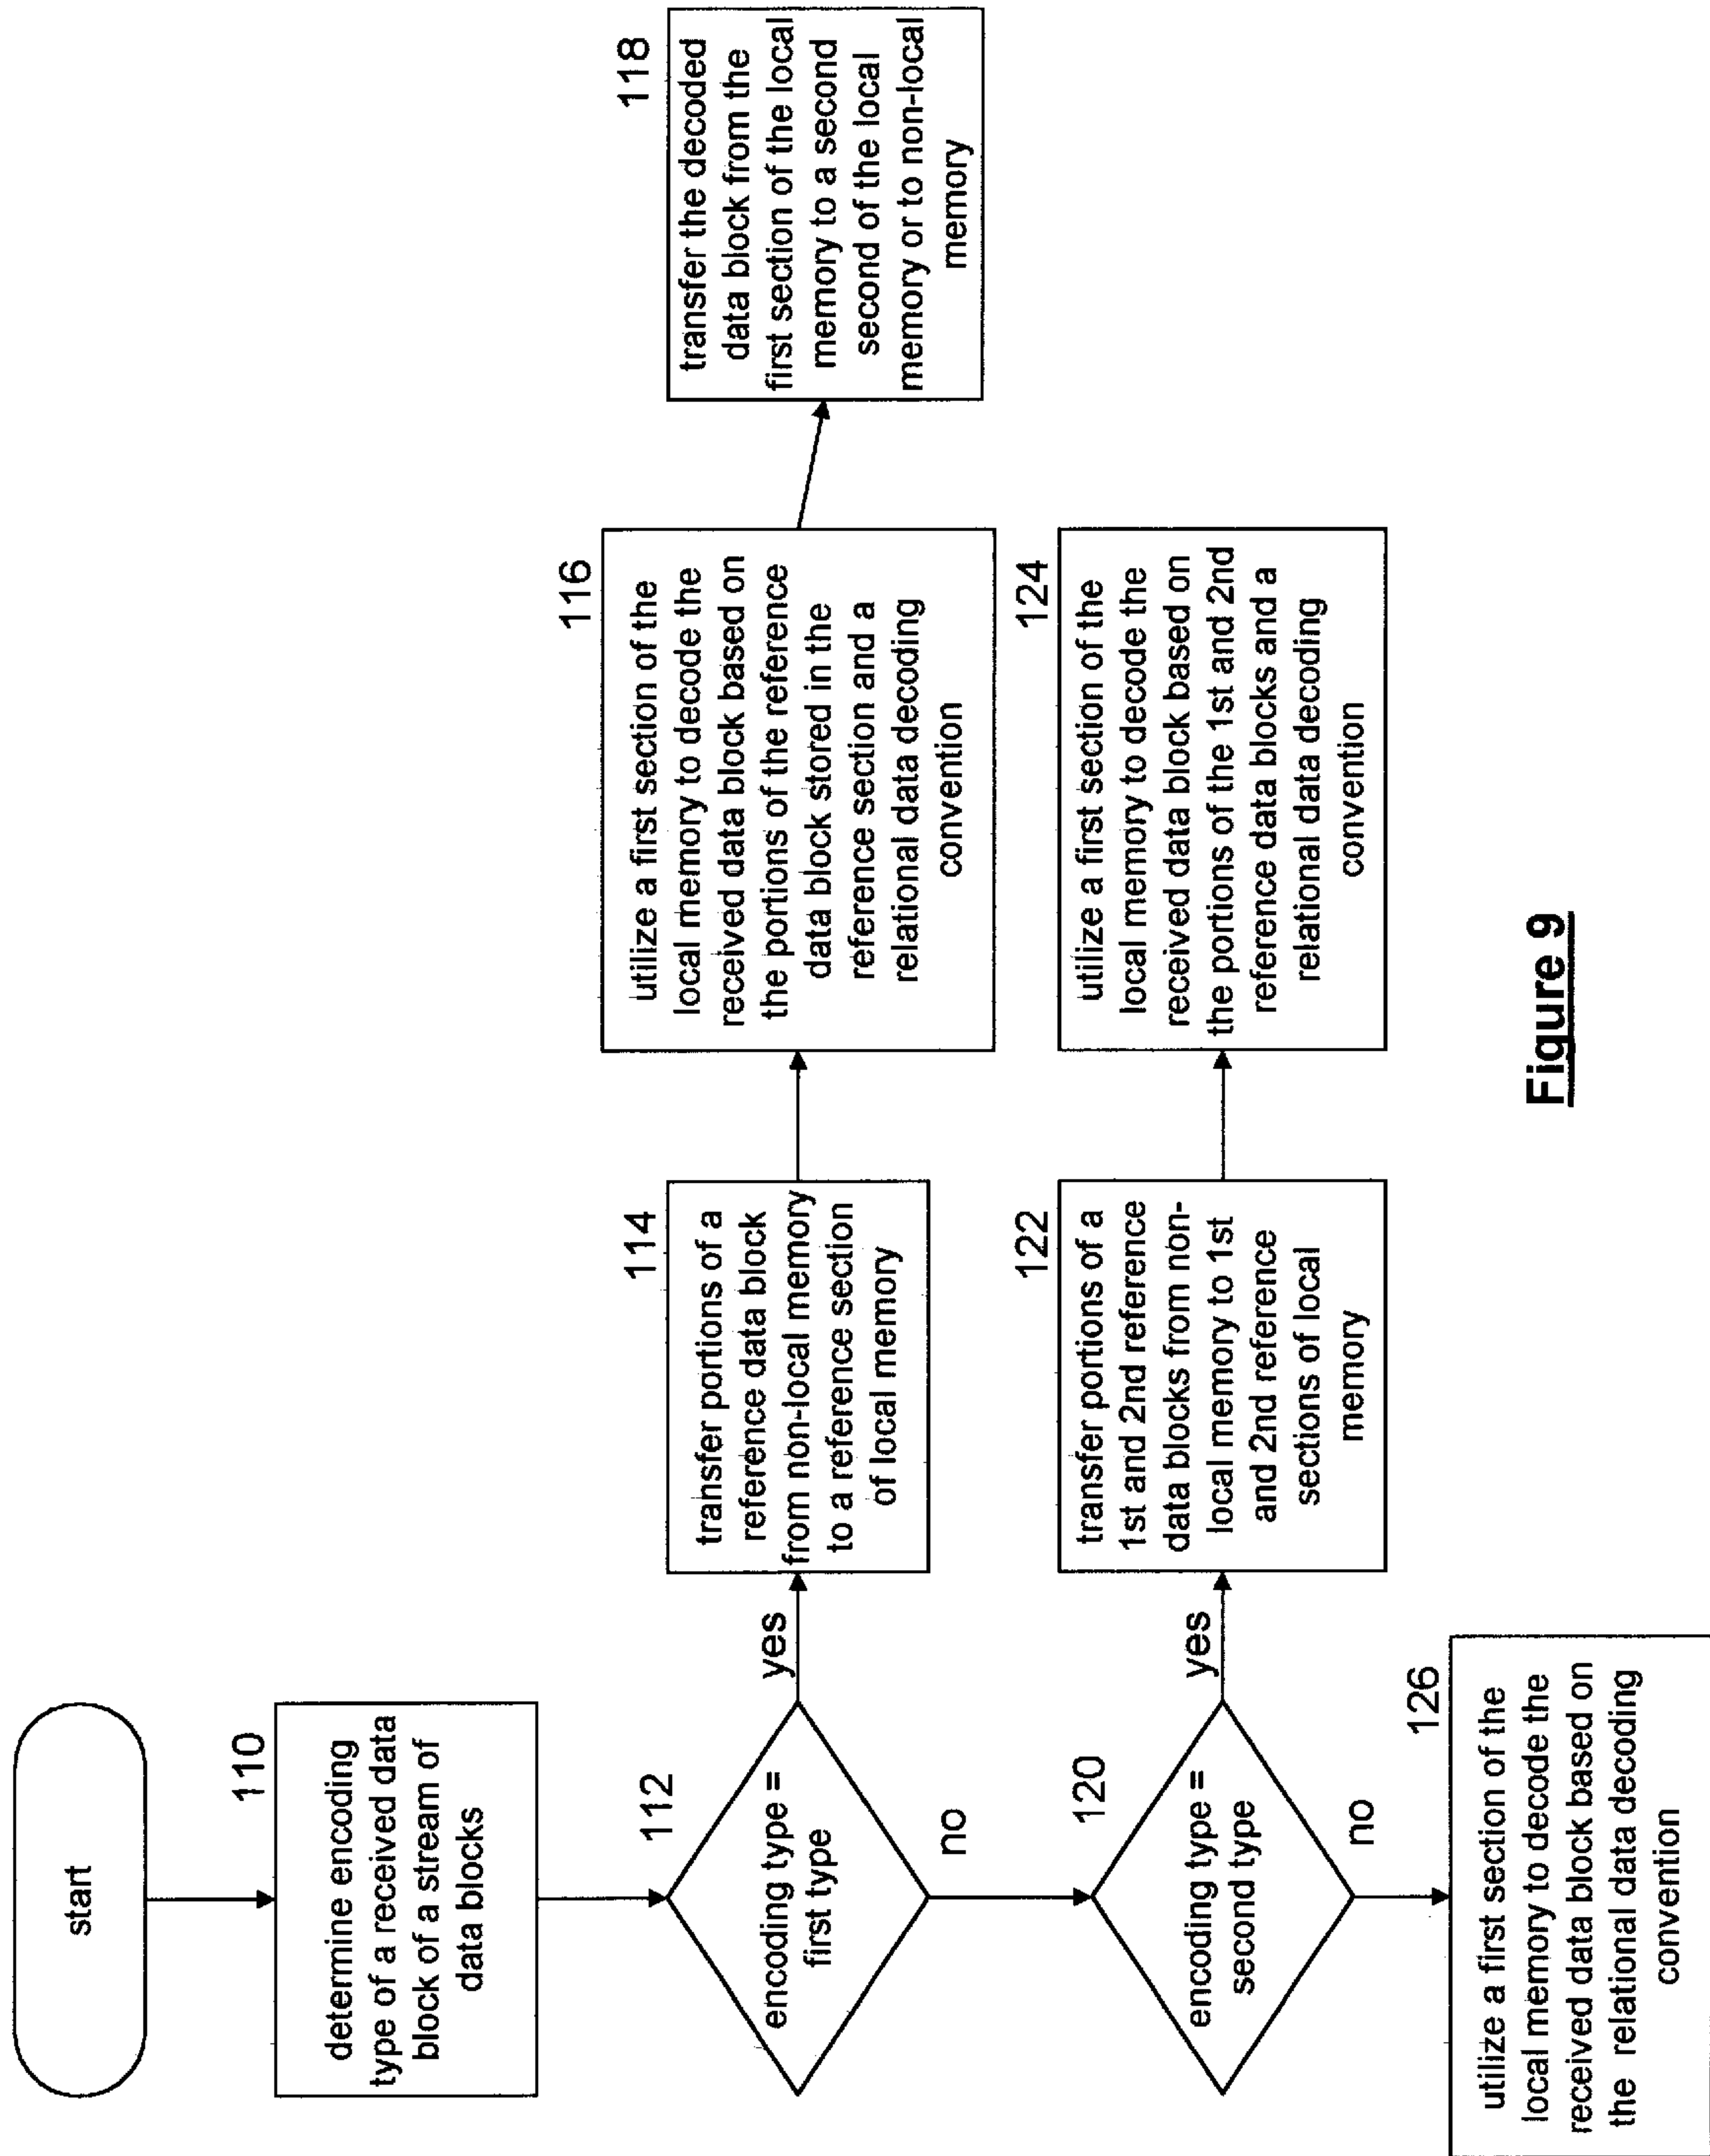 start
110
determine encoding
type of a received data
block of a stream of
data blocks
112
encoding type =
first type
yes
no
114
transfer portions of a
reference data block
from non-local memory
to a reference section
of local memory
116
utilize a first section of the
local memory to decode the
received data block based on
the portions of the reference
data block stored in the
reference section and a
relational data decoding
convention
118
transfer the decoded
data block from the
first section of the local
memory to a second
second of the local
memory or to non-local
memory
120
encoding type =
second type
yes
no
122
transfer portions of a
1st and 2nd reference
data blocks from non-
local memory to 1st
and 2nd reference
sections of local
memory
124
utilize a first section of the
local memory to decode the
received data block based on
the portions of the 1st and 2nd
reference data blocks and a
relational data decoding
convention
126
utilize a first section of the
local memory to decode the
received data block based on
the relational data decoding
convention
Figure 9